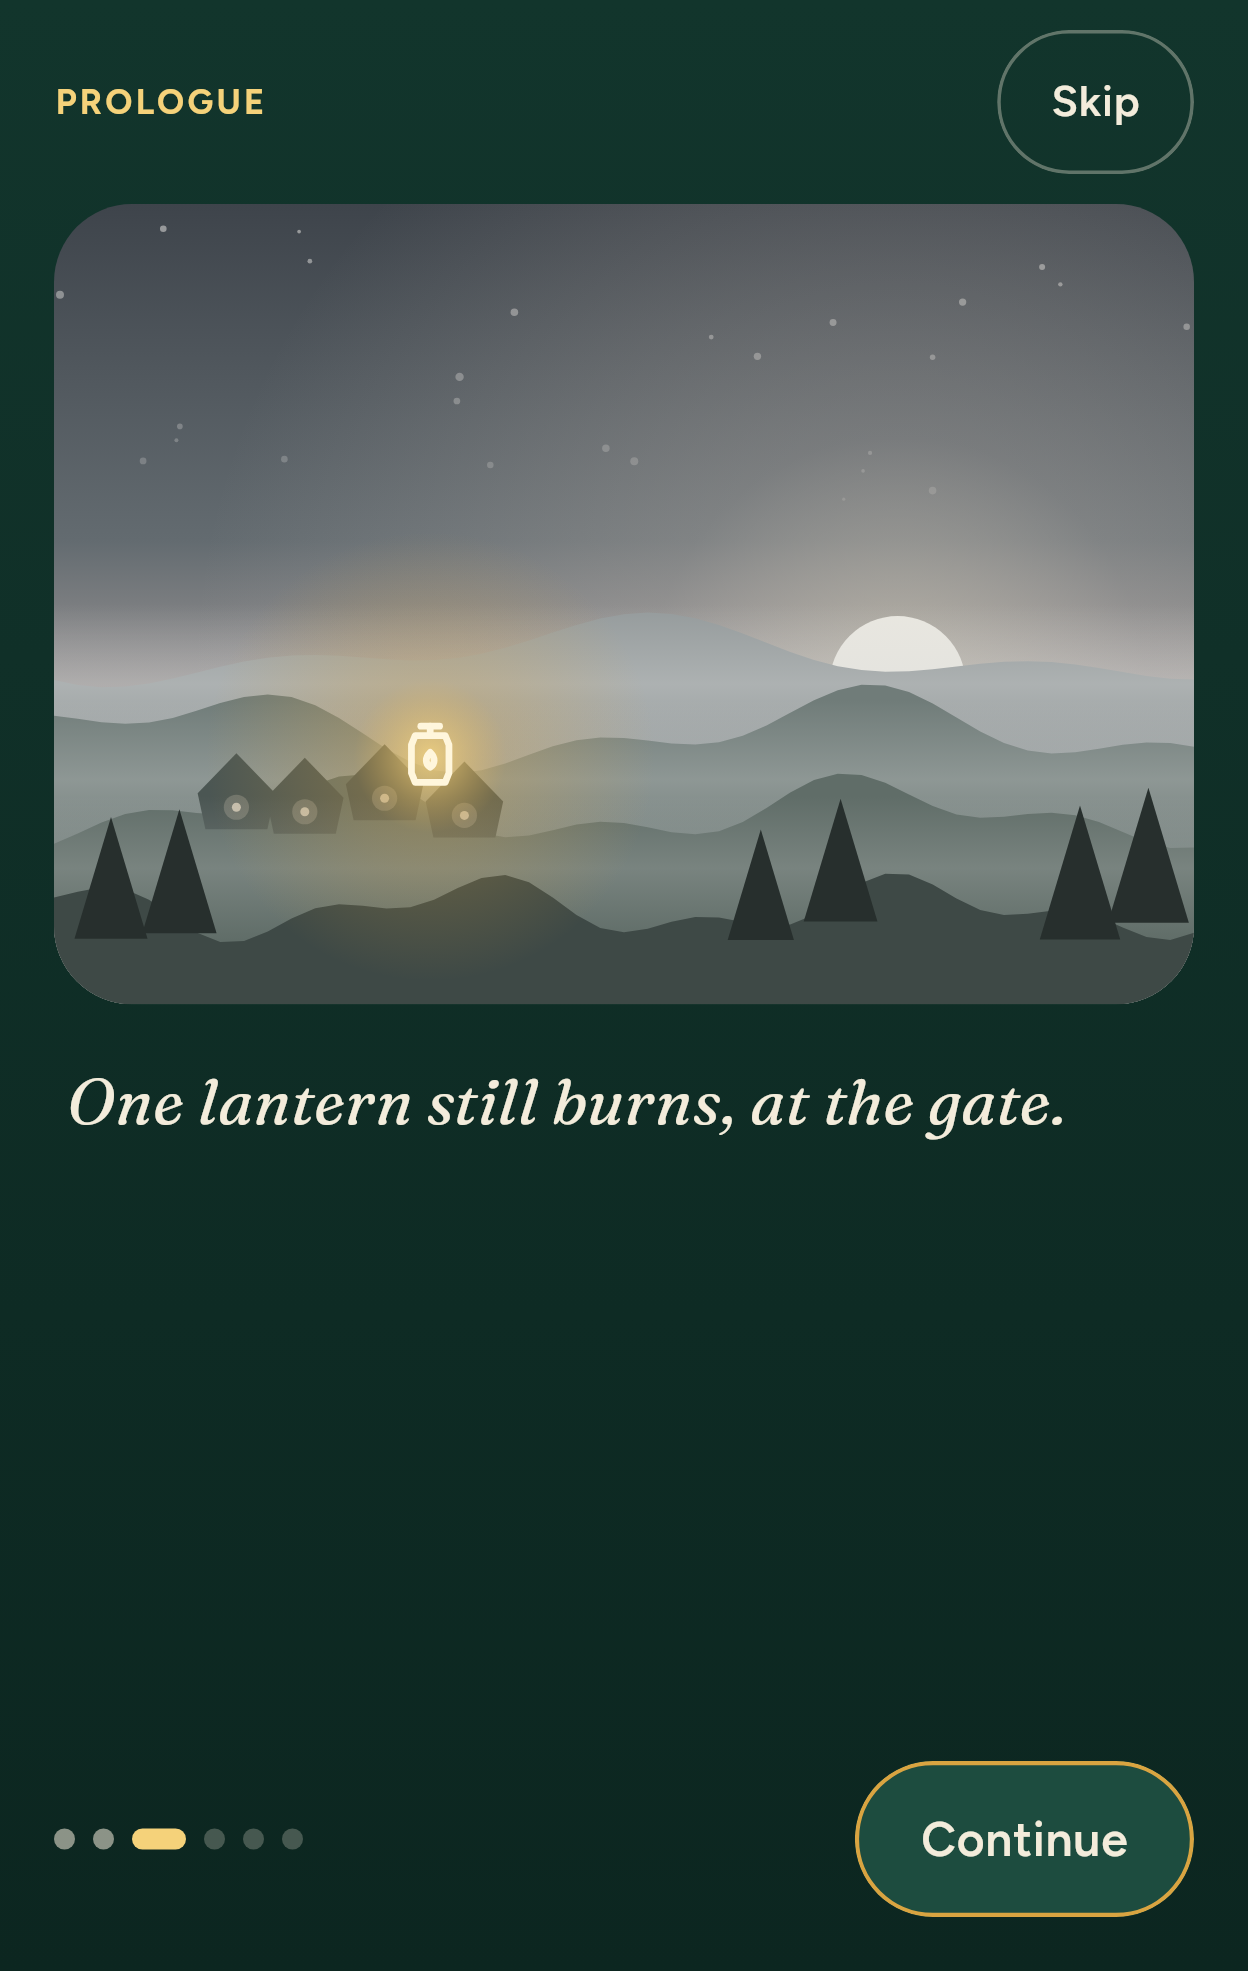 PROLOGUE
Skip
One lantern still burns, at the gate.
Continue